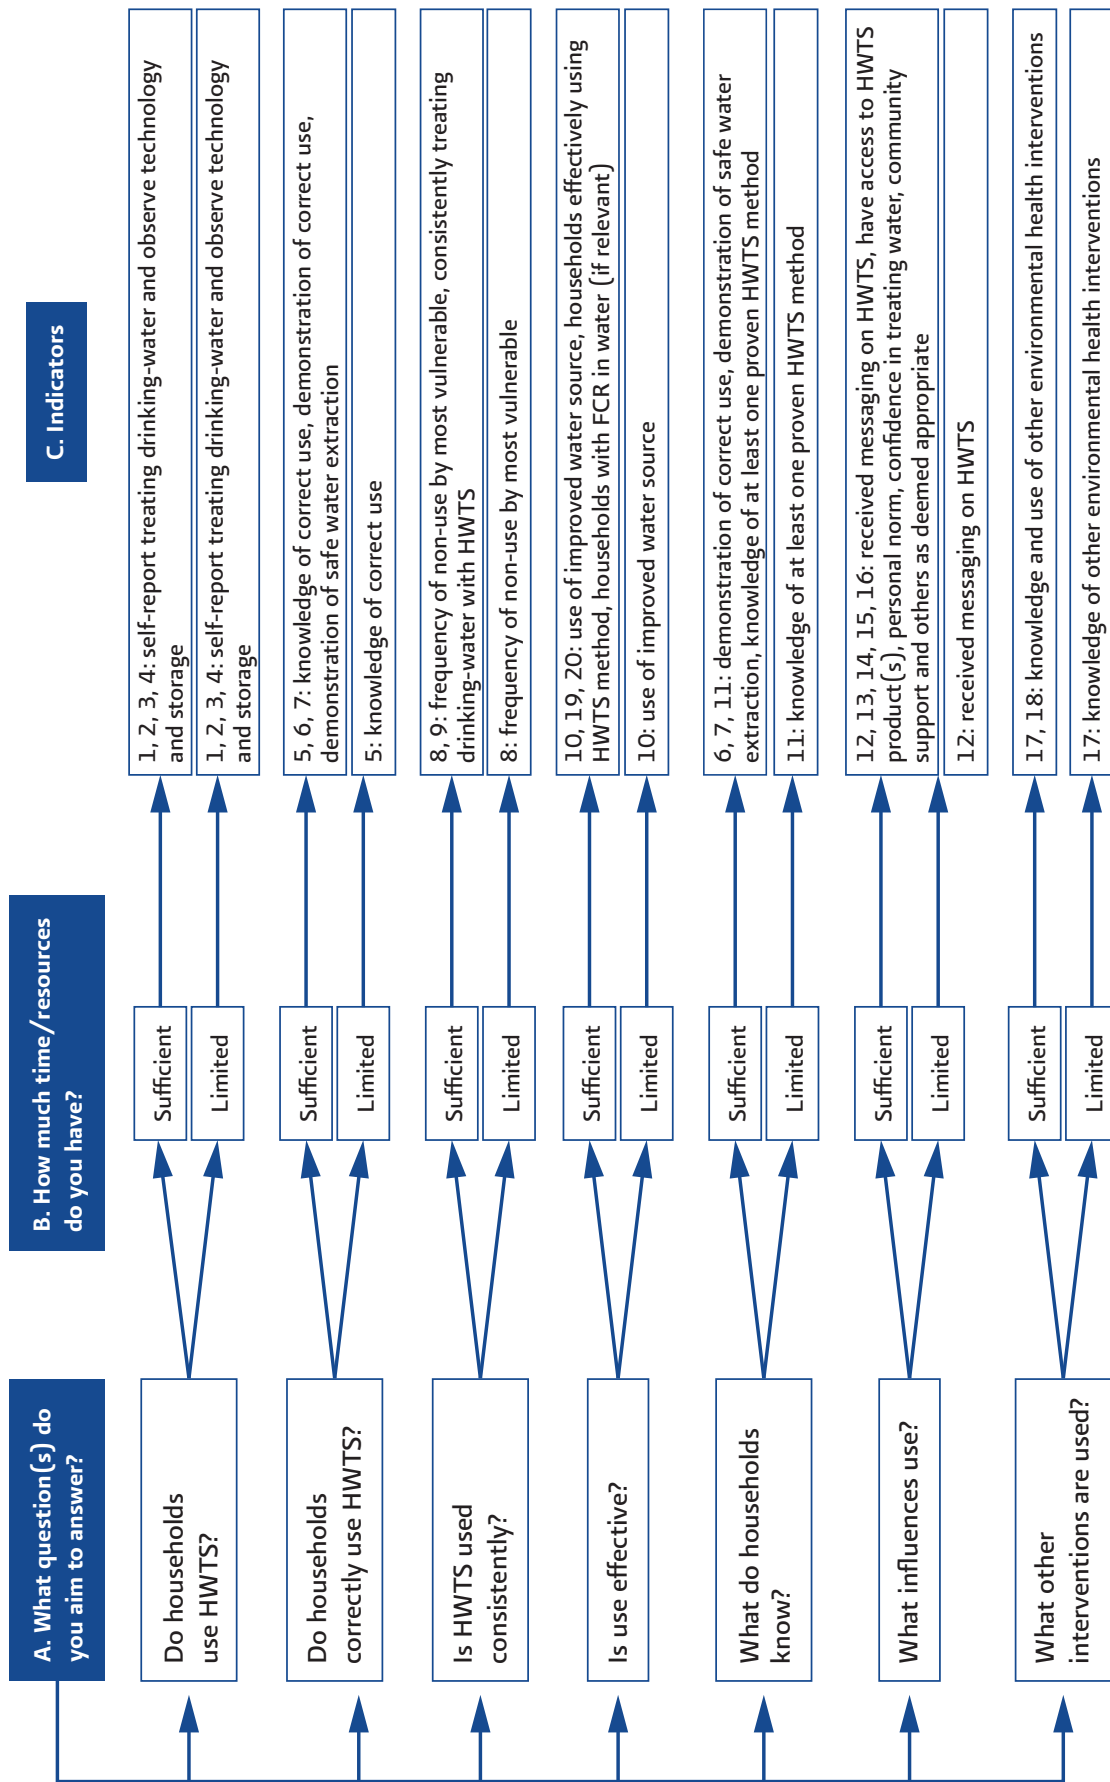 A. What question(s) do
you aim to answer?
B. How much time/resources
do you have?
C. Indicators
Do households
use HWTS?
Sufficient
1, 2, 3, 4: self-report treating drinking-water and observe technology
and storage
Limited
1, 2, 3, 4: self-report treating drinking-water and observe technology
and storage
Do households
correctly use HWTS?
Sufficient
5, 6, 7: knowledge of correct use, demonstration of correct use,
demonstration of safe water extraction
Limited
5: knowledge of correct use
Is HWTS used
consistently?
Sufficient
8, 9: frequency of non-use by most vulnerable, consistently treating
drinking-water with HWTS
Limited
8: frequency of non-use by most vulnerable
Is use effective?
Sufficient
10, 19, 20: use of improved water source, households effectively using
HWTS method, households with FCR in water (if relevant)
Limited
10: use of improved water source
What do households
know?
Sufficient
6, 7, 11: demonstration of correct use, demonstration of safe water
extraction, knowledge of at least one proven HWTS method
Limited
11: knowledge of at least one proven HWTS method
What influences use?
Sufficient
12, 13, 14, 15, 16: received messaging on HWTS, have access to HWTS
product(s), personal norm, confidence in treating water, community
support and others as deemed appropriate
Limited
12: received messaging on HWTS
What other
interventions are used?
Sufficient
17, 18: knowledge and use of other environmental health interventions
Limited
17: knowledge of other environmental health interventions